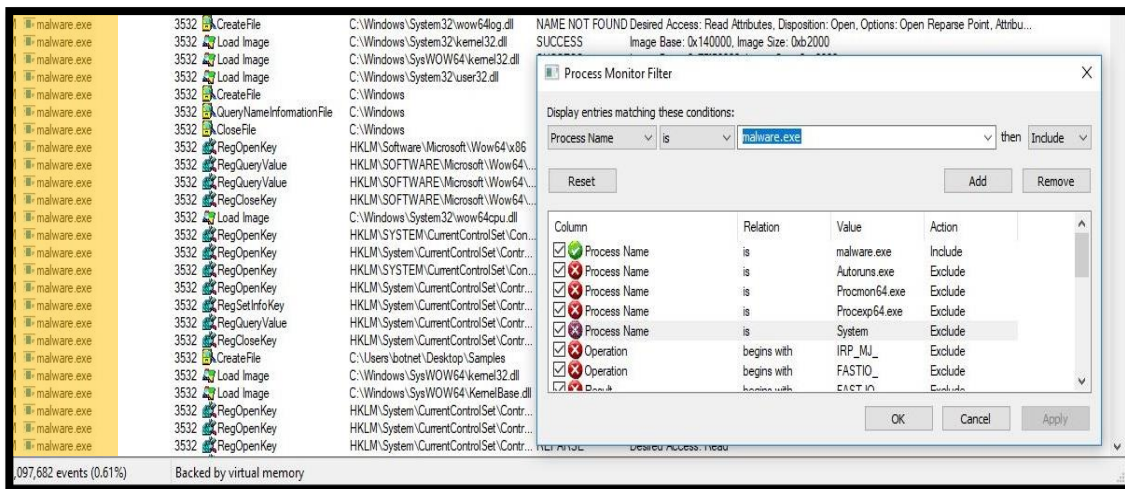 malware.exe 3532 CreateFile C:\Windows\System32\wow64log.dll NAME NOT FOUND Desired Access: Read Attributes, Disposition: Open, Options: Open Reparse Point, Attribu...
malware.exe 3532 Load Image C:\Windows\System32\kernel32.dll SUCCESS Image Base: 0x140000, Image Size: 0xb2000
malware.exe 3532 Load Image C:\Windows\SysWOW64\kernel32.dll
malware.exe 3532 Load Image C:\Windows\System32\user32.dll
malware.exe 3532 CreateFile C:\Windows
malware.exe 3532 QueryNameInformationFile C:\Windows
malware.exe 3532 CloseFile C:\Windows
malware.exe 3532 RegOpenKey HKLM\Software\Microsoft\Wow64\x86
malware.exe 3532 RegQueryValue HKLM\SOFTWARE\Microsoft\Wow64\...
malware.exe 3532 RegQueryValue HKLM\SOFTWARE\Microsoft\Wow64\...
malware.exe 3532 RegCloseKey HKLM\SOFTWARE\Microsoft\Wow64\...
malware.exe 3532 Load Image C:\Windows\System32\wow64cpu.dll
malware.exe 3532 RegOpenKey HKLM\SYSTEM\CurrentControlSet\Con...
malware.exe 3532 RegOpenKey HKLM\System\CurrentControlSet\Contr...
malware.exe 3532 RegOpenKey HKLM\SYSTEM\CurrentControlSet\Con...
malware.exe 3532 RegOpenKey HKLM\System\CurrentControlSet\Contr...
malware.exe 3532 RegSetInfoKey HKLM\System\CurrentControlSet\Contr...
malware.exe 3532 RegQueryValue HKLM\System\CurrentControlSet\Contr...
malware.exe 3532 RegCloseKey HKLM\System\CurrentControlSet\Contr...
malware.exe 3532 CreateFile C:\Users\botnet\Desktop\Samples
malware.exe 3532 Load Image C:\Windows\SysWOW64\kernel32.dll
malware.exe 3532 Load Image C:\Windows\SysWOW64\KernelBase.dll
malware.exe 3532 RegOpenKey HKLM\System\CurrentControlSet\Contr...
malware.exe 3532 RegOpenKey HKLM\System\CurrentControlSet\Contr...
malware.exe 3532 RegOpenKey HKLM\System\CurrentControlSet\Contr... REPARSE Desired Access: Read
,097,682 events (0.61%) Backed by virtual memory
Process Monitor Filter X
Display entries matching these conditions:
Process Name is malware.exe then Include
Reset Add Remove
Column Relation Value Action
Process Name is malware.exe Include
Process Name is Autoruns.exe Exclude
Process Name is Procmon64.exe Exclude
Process Name is Procexp64.exe Exclude
Process Name is System Exclude
Operation begins with IRP_MJ_ Exclude
Operation begins with FASTIO_ Exclude
Result begins with FAST IO Exclude
OK Cancel Apply